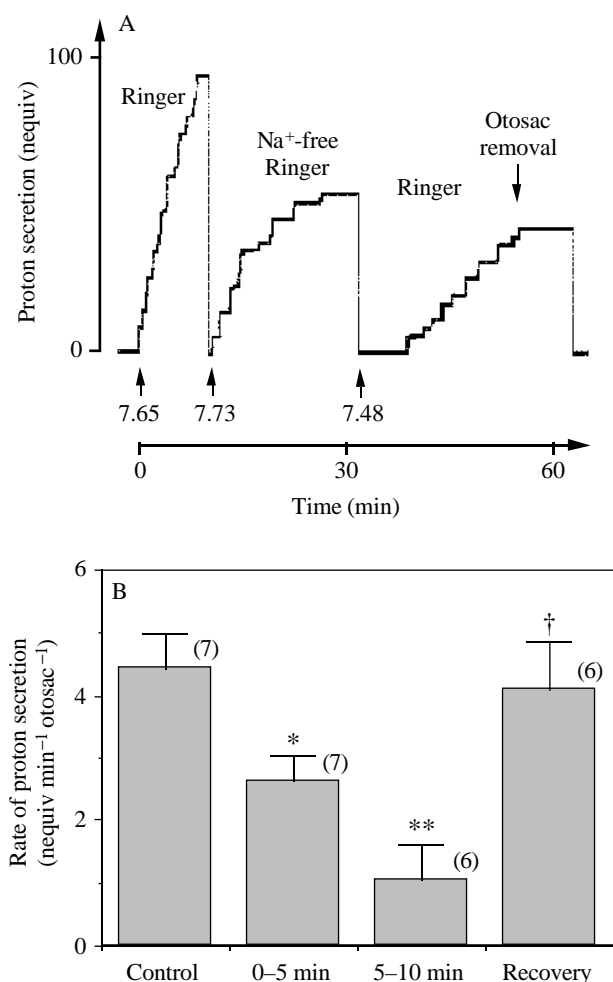 A
Proton secretion (nequiv)
100
0
Ringer
Na⁺-free
Ringer
Ringer
Otosac
removal
7.65
7.73
7.48
0
30
60
Time (min)
B
Rate of proton secretion
(nequiv min⁻¹ otosac⁻¹)
6
4
2
0
(7)
*
(7)
**
(6)
†
(6)
Control
0–5 min
5–10 min
Recovery